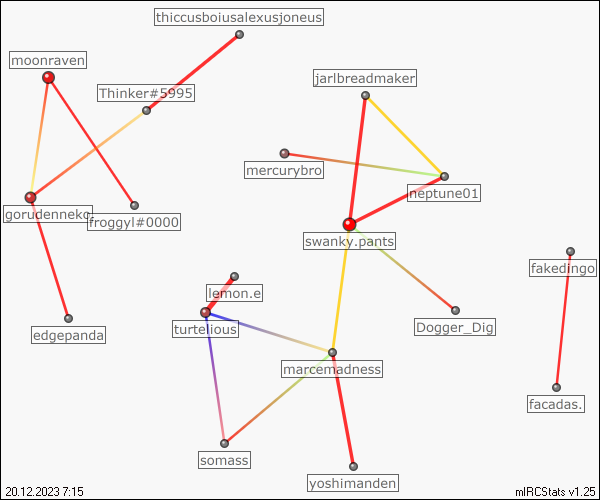 thiccusboiusalexusjoneus
moonraven
jarlbreadmaker
Thinker#5995
mercurybro
neptune01
gorudenneko
froggyl#0000
swanky.pants
fakedingo
lemon.e
edgepanda
turtelious
Dogger_Dig
marcemadness
facadas.
somass
yoshimanden
20.12.2023 7:15
mIRCStats v1.25